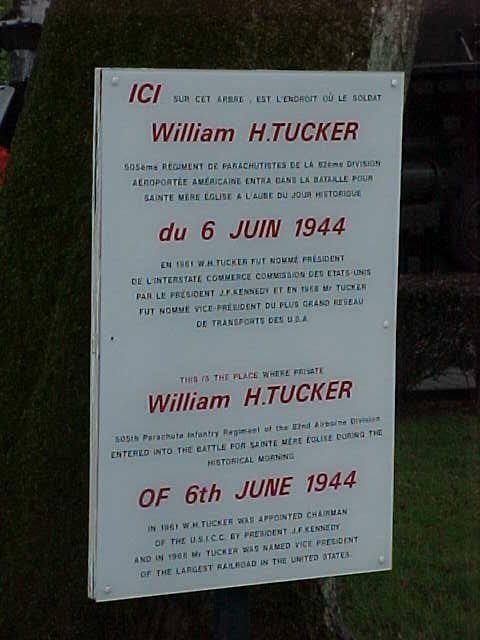 ICI SUR CET ARBRE , EST L'ENDROIT OÙ LE SOLDAT
William H.TUCKER
505ème RÉGIMENT DE PARACHUTISTES DE LA 82ème DIVISION
AÉROPORTÉE AMÉRICAINE ENTRA DANS LA BATAILLE POUR
SAINTE MÈRE ÉGLISE A L'AUBE DU JOUR HISTORIQUE
du 6 JUIN 1944
EN 1961 W.H.TUCKER FUT NOMMÉ PRÉSIDENT
DE L'INTERSTATE COMMERCE COMMISSION DES ETATS-UNIS
PAR LE PRÉSIDENT J.F.KENNEDY ET EN 1968 Mr TUCKER
FUT NOMMÉ VICE-PRÉSIDENT DU PLUS GRAND RESEAU
DE TRANSPORTS DES U.S.A.
THIS IS THE PLACE WHERE PRIVATE
William H.TUCKER
505th Parachute Infantry Regiment of the 82nd Airborne Division
ENTERED INTO THE BATTLE FOR SAINTE MÈRE ÉGLISE DURING THE
HISTORICAL MORNING
OF 6th JUNE 1944
IN 1961 W.H.TUCKER WAS APPOINTED CHAIRMAN
OF THE U.S.I.C.C. BY PRESIDENT J.F.KENNEDY
AND IN 1968 Mr TUCKER WAS NAMED VICE PRESIDENT
OF THE LARGEST RAILROAD IN THE UNITED STATES.